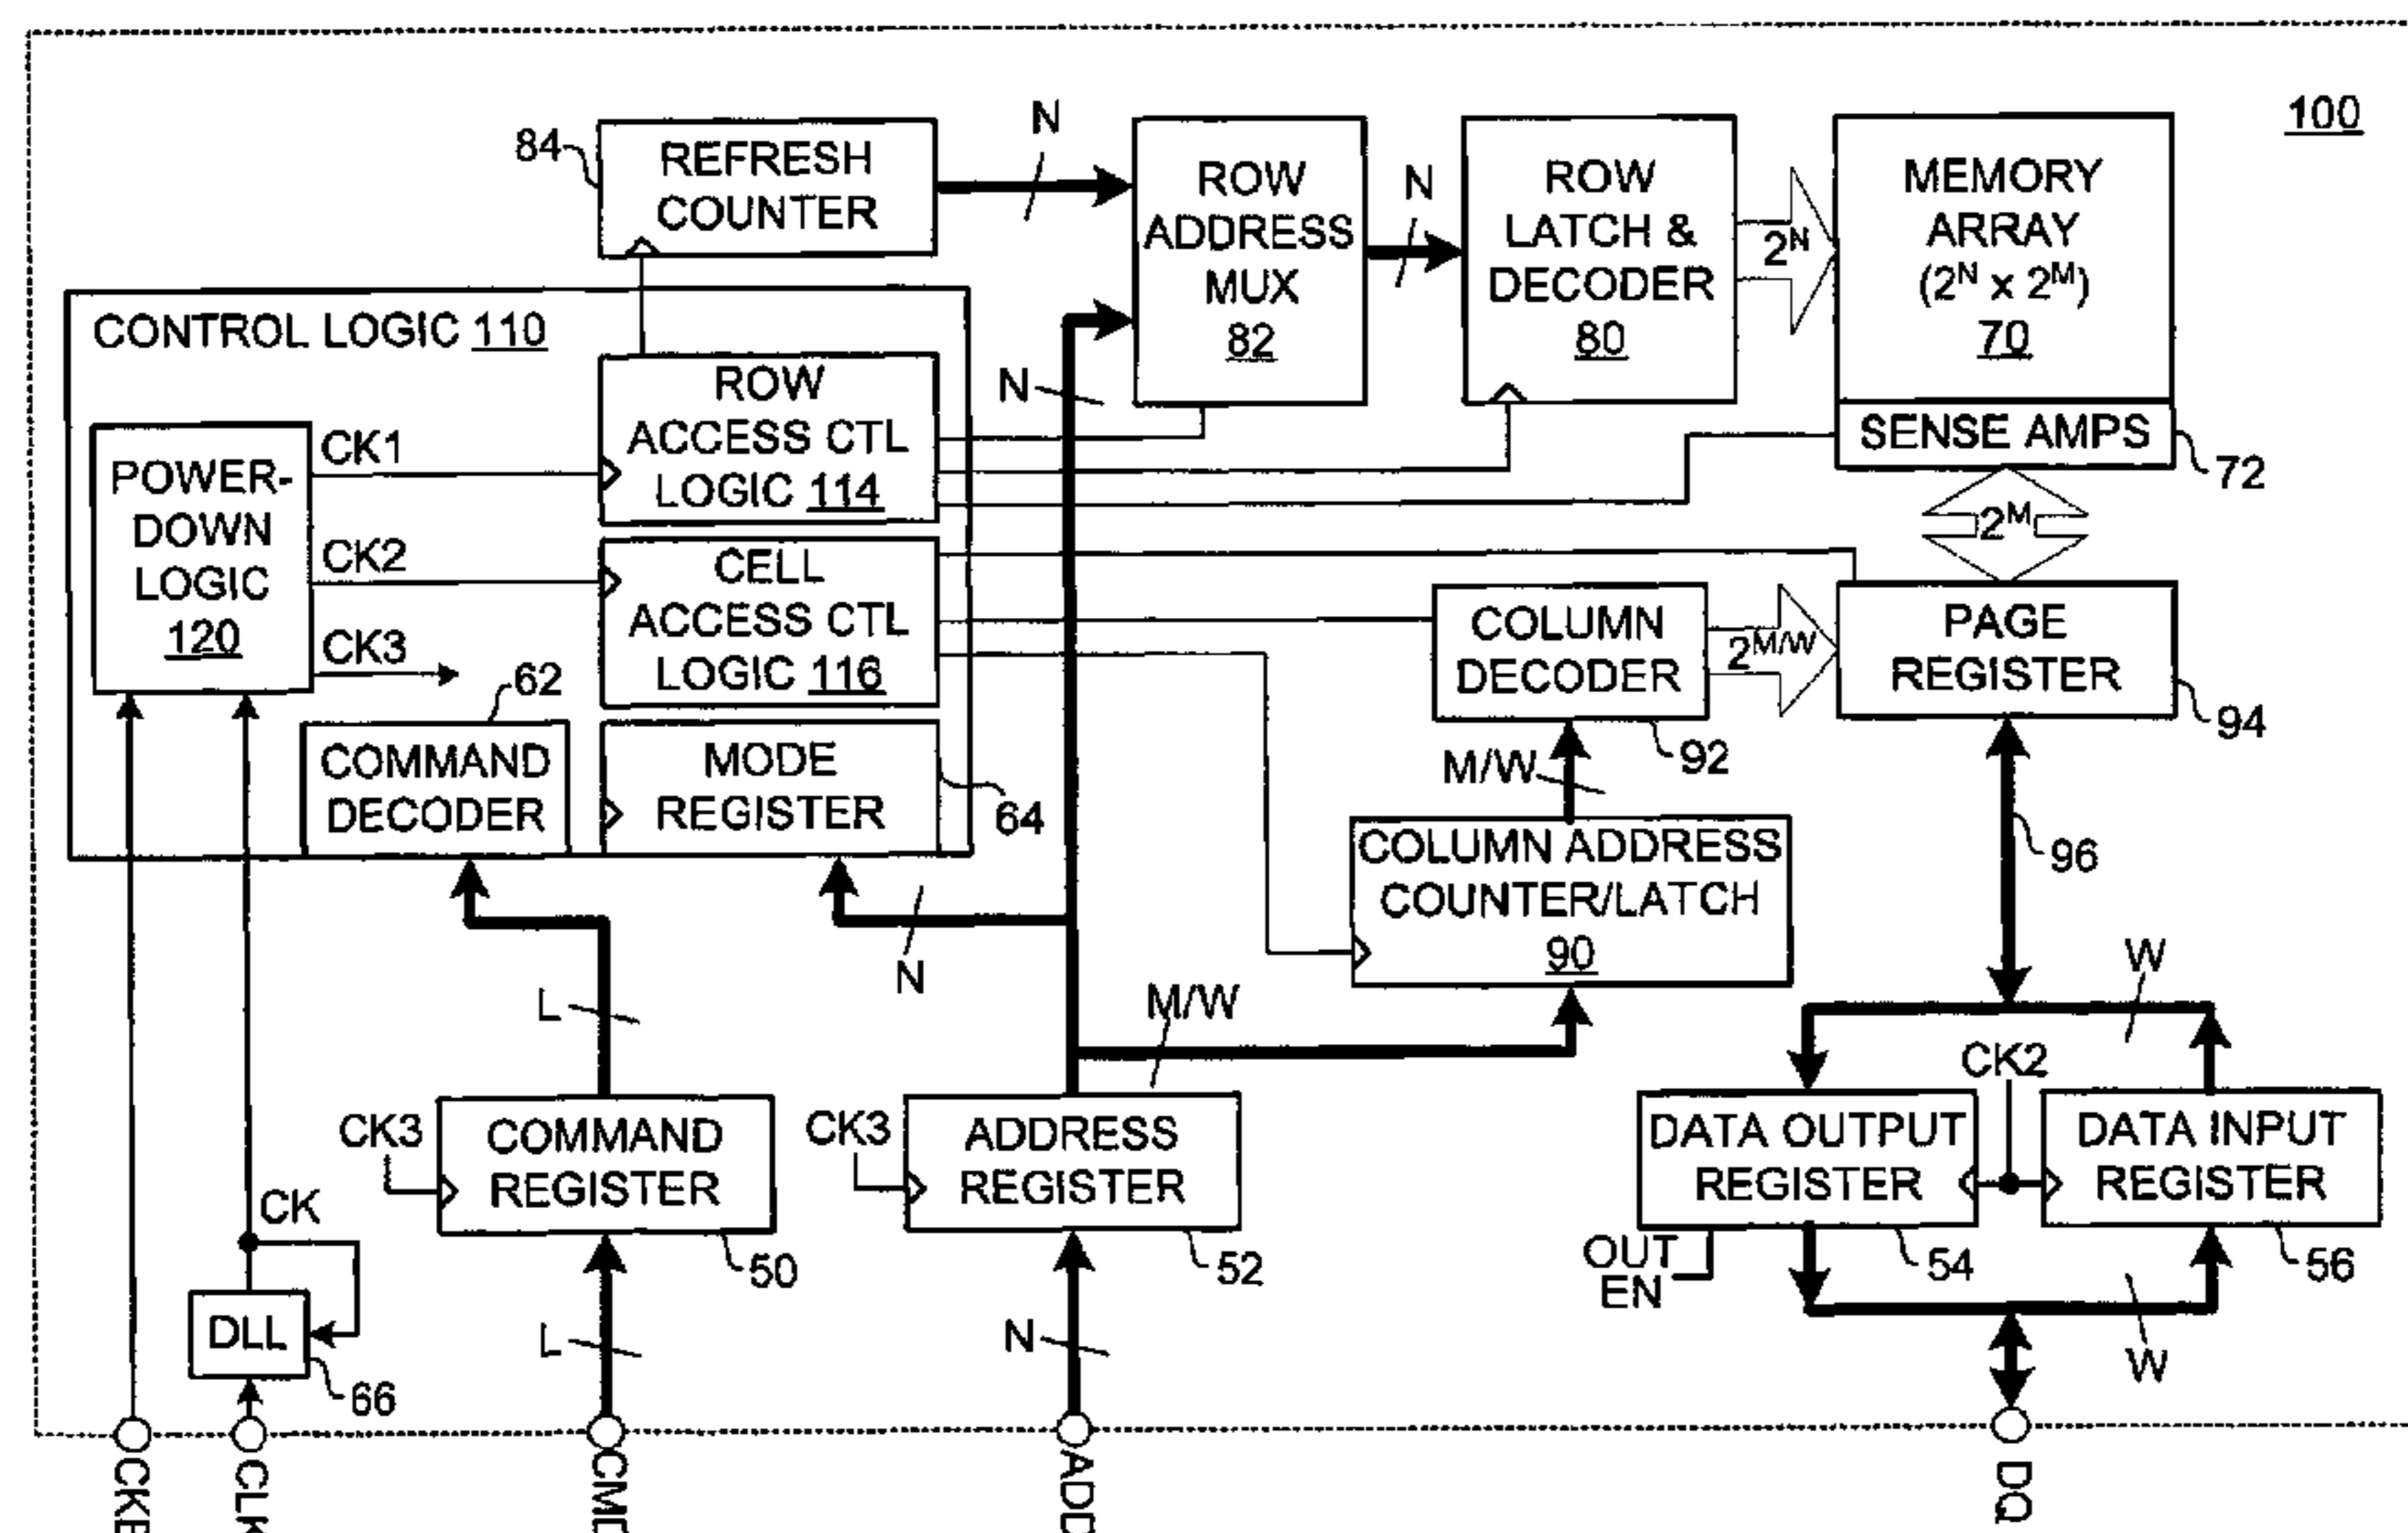 100
84
REFRESH
COUNTER
N
ROW
ADDRESS
MUX
82
N
ROW
LATCH &
DECODER
80
2^N
MEMORY
ARRAY
(2^N x 2^M)
70
SENSE AMPS
72
2^M
CONTROL LOGIC 110
N
POWER-
DOWN
LOGIC
120
CK1
CK2
CK3
ROW
ACCESS CTL
LOGIC 114
CELL
ACCESS CTL
LOGIC 116
62
COMMAND
DECODER
MODE
REGISTER
64
COLUMN
DECODER
92
2^M/W
PAGE
REGISTER
94
M/W
COLUMN ADDRESS
COUNTER/LATCH
90
96
N
L
M/W
W
CK2
CK3
COMMAND
REGISTER
50
CK3
ADDRESS
REGISTER
52
DATA OUTPUT
REGISTER
54
DATA INPUT
REGISTER
56
OUT
EN
CK
DLL
66
L
N
W
CLK
CMD
ADD
DQ